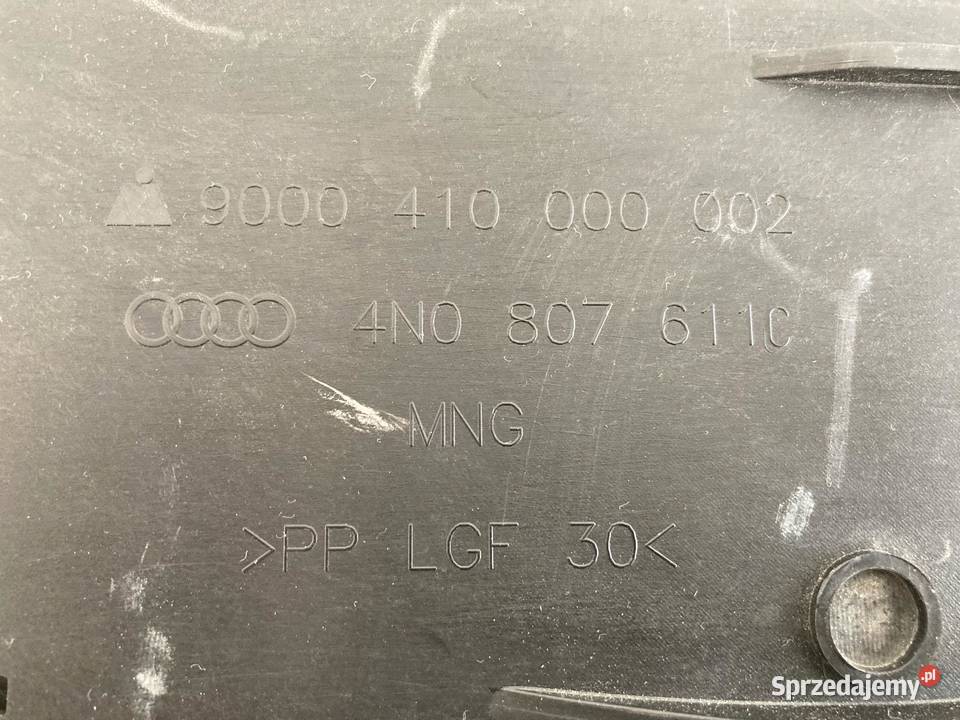 9000 410 000 002
4N0 807 611C
MNG
>PP LGF 30<
Sprzedajemy.pl